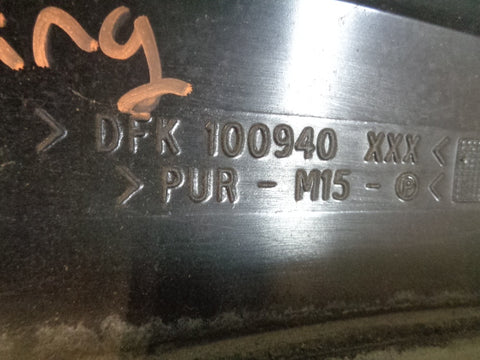 ing
> DFK 100940 XXX <
> PUR - M15 - Ⓟ <